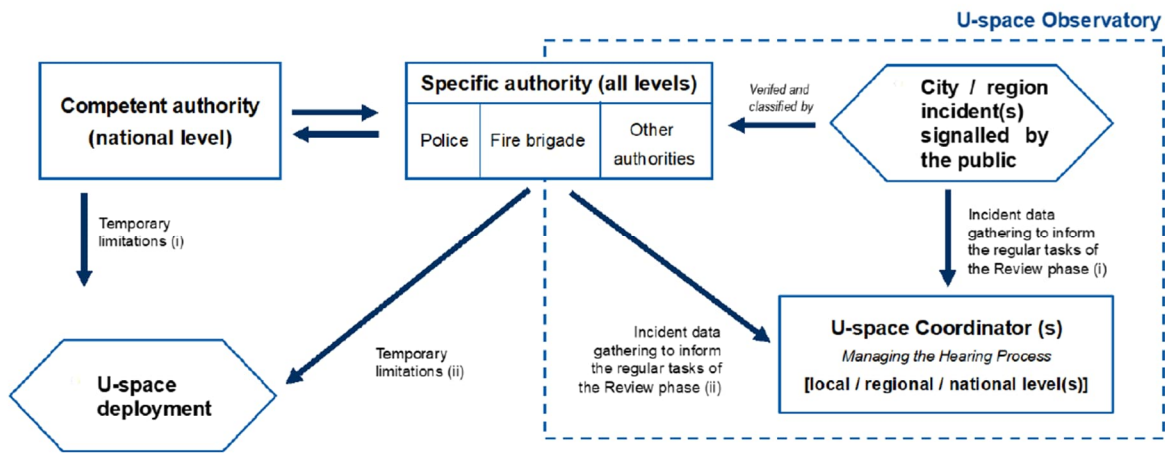 U-space Observatory
Competent authority
(national level)
Specific authority (all levels)
Police
Fire brigade
Other
authorities
Verifed and
classified by
City / region
incident(s)
signalled by
the public
Temporary
limitations (i)
Incident data
gathering to inform
the regular tasks of
the Review phase (i)
U-space
deployment
Temporary
limitations (ii)
Incident data
gathering to inform
the regular tasks of
the Review phase (ii)
U-space Coordinator (s)
Managing the Hearing Process
[local / regional / national level(s)]